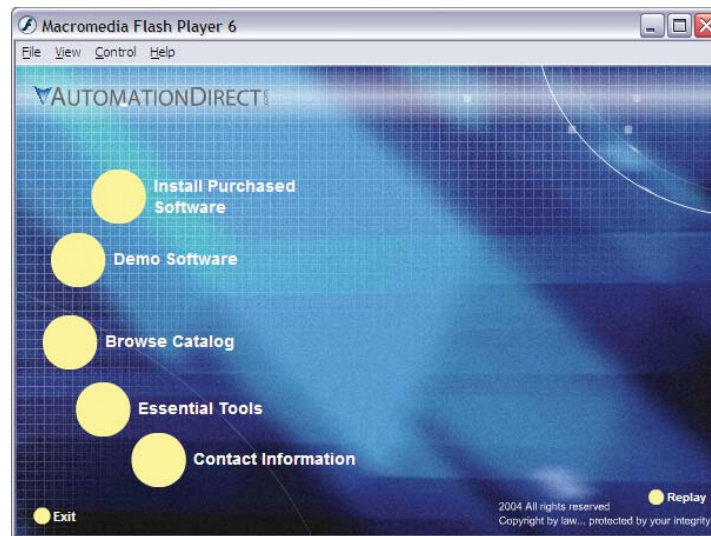 Macromedia Flash Player 6
File View Control Help
AUTOMATIONDIRECT
Install Purchased
Software
Demo Software
Browse Catalog
Essential Tools
Contact Information
Replay
2004 All rights reserved
Exit
Copyright by law... protected by your integrity